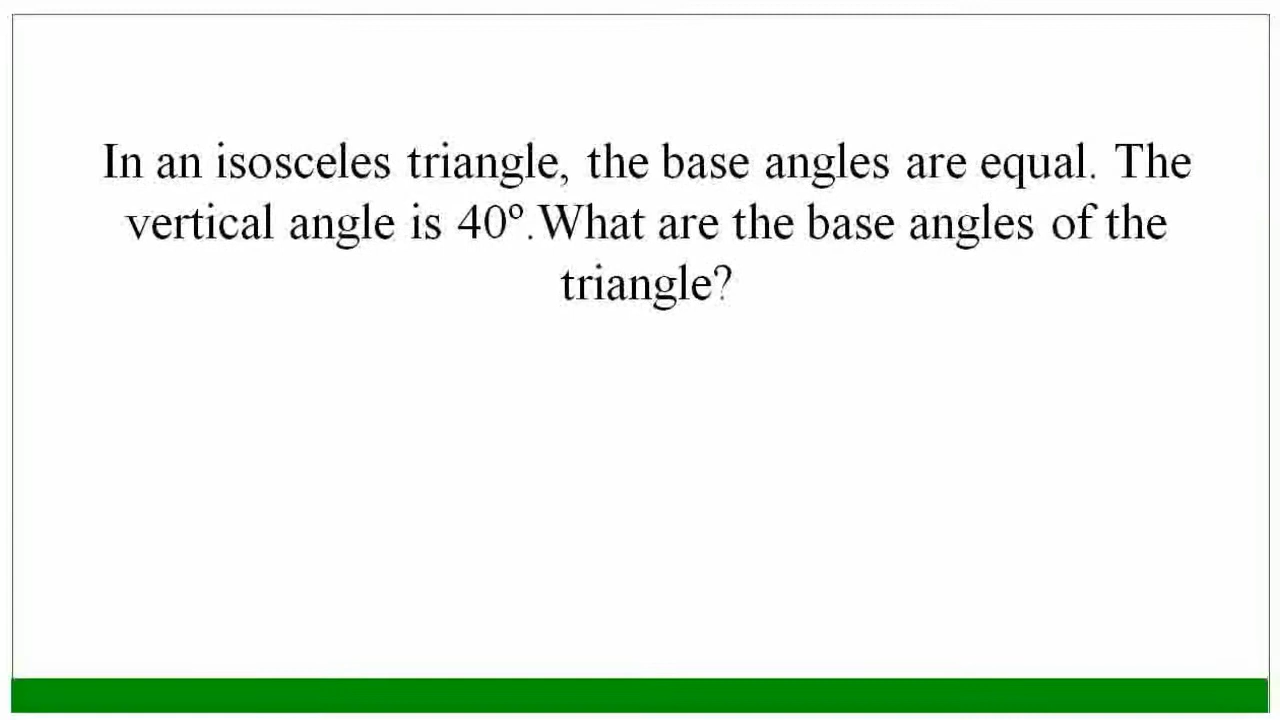 In an isosceles triangle, the base angles are equal. The
vertical angle is 40º.What are the base angles of the
triangle?